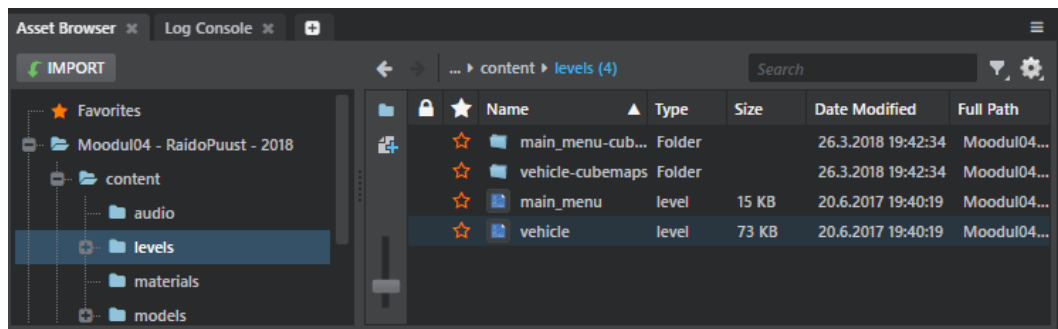 Asset Browser Log Console
IMPORT
... content levels (4)
Search
Favorites
Moodul04 - RaidoPuust - 2018
content
audio
levels
materials
models
Name Type Size Date Modified Full Path
main_menu-cub... Folder 26.3.2018 19:42:34 Moodul04...
vehicle-cubemaps Folder 26.3.2018 19:42:34 Moodul04...
main_menu level 15 KB 20.6.2017 19:40:19 Moodul04...
vehicle level 73 KB 20.6.2017 19:40:19 Moodul04...